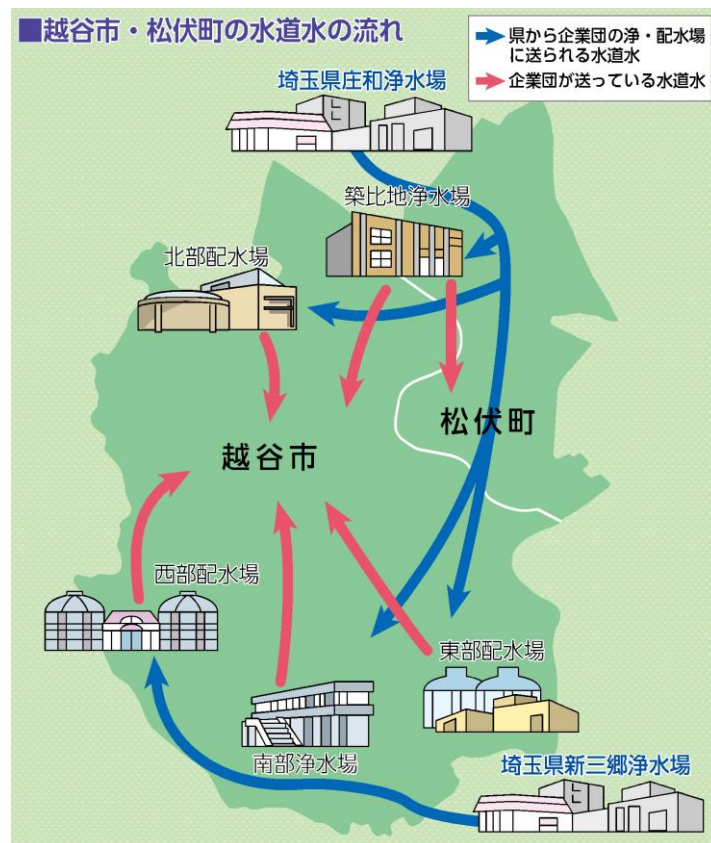 ■越谷市・松伏町の水道水の流れ
県から企業団の浄・配水場
に送られる水道水
企業団が送っている水道水
埼玉県庄和浄水場
築比地浄水場
北部配水場
松伏町
越谷市
西部配水場
東部配水場
南部浄水場
埼玉県新三郷浄水場